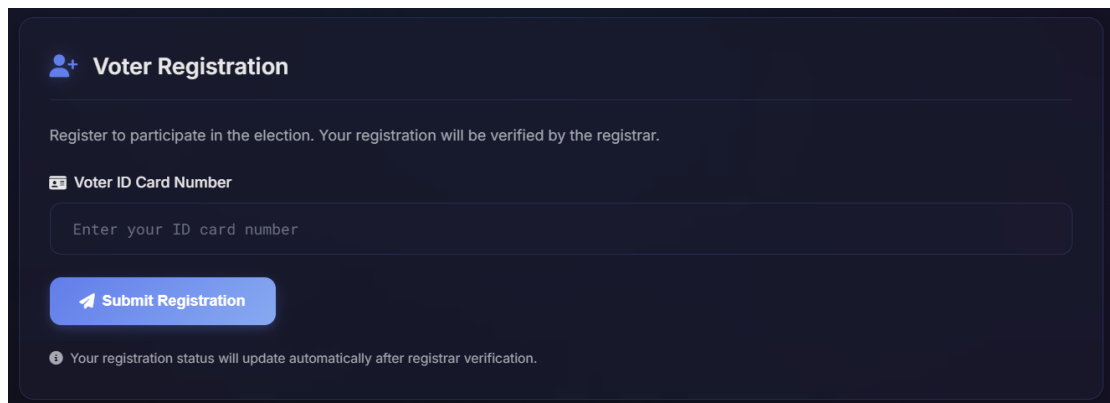 Voter Registration
Register to participate in the election. Your registration will be verified by the registrar.
Voter ID Card Number
Enter your ID card number
Submit Registration
Your registration status will update automatically after registrar verification.